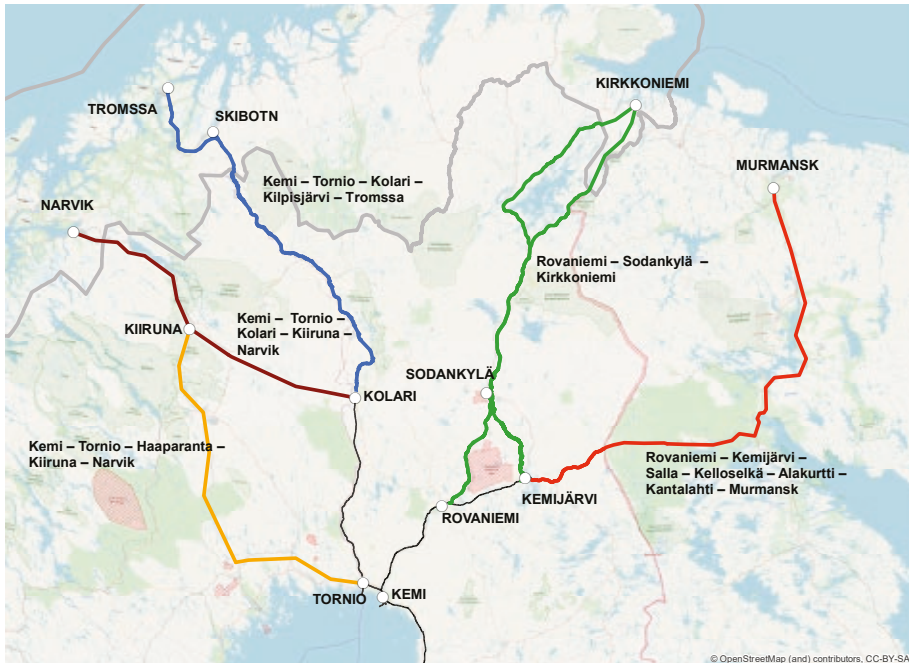 KIRKKONIEMI
TROMSSA
SKIBOTN
MURMANSK
Kemi – Tornio – Kolari –
Kilpisjärvi – Tromssa
NARVIK
Rovaniemi – Sodankylä –
Kirkkoniemi
Kemi – Tornio –
Kolari – Kiiruna –
Narvik
KIIRUNA
SODANKYLÄ
KOLARI
Kemi – Tornio – Haaparanta –
Kiiruna – Narvik
Rovaniemi – Kemijärvi –
Salla – Kelloselkä – Alakurtti –
Kantalahti – Murmansk
KEMIJÄRVI
ROVANIEMI
TORNIO
KEMI
© OpenStreetMap (and) contributors, CC-BY-SA